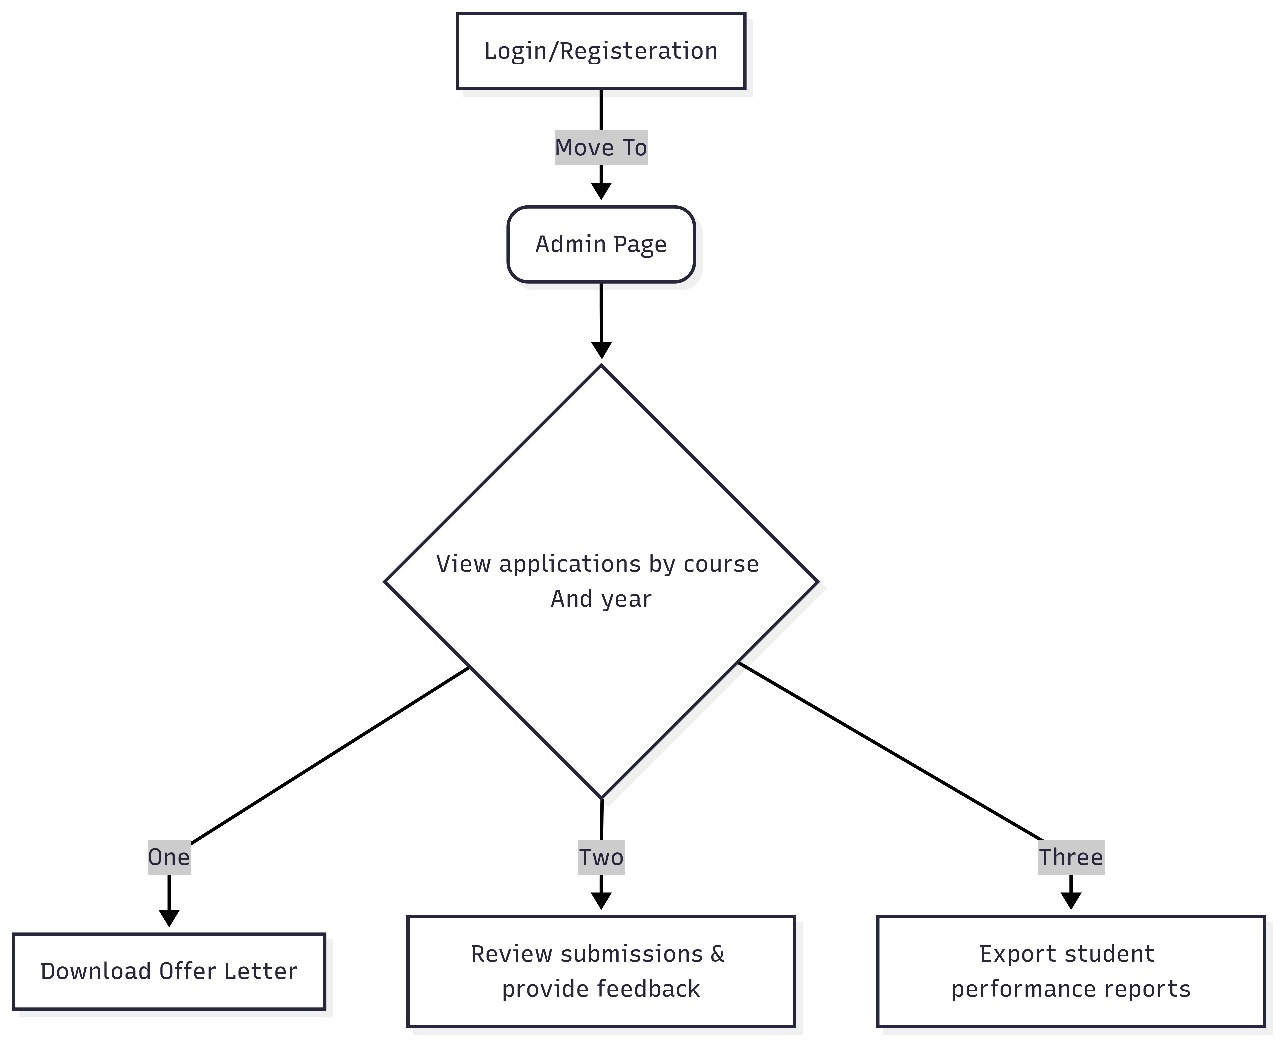 Login/Registeration
Move To
Admin Page
View applications by course
And year
One
Two
Three
Download Offer Letter
Review submissions &
provide feedback
Export student
performance reports